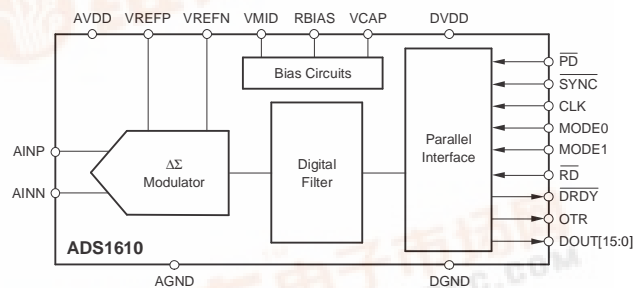 AVDD VREFP VREFN VMID RBIAS VCAP DVDD
Bias Circuits
PD
SYNC
CLK
MODE0
MODE1
RD
DRDY
OTR
DOUT[15:0]
AINP
AINN
ΔΣ
Modulator
Digital
Filter
Parallel
Interface
ADS1610
AGND DGND